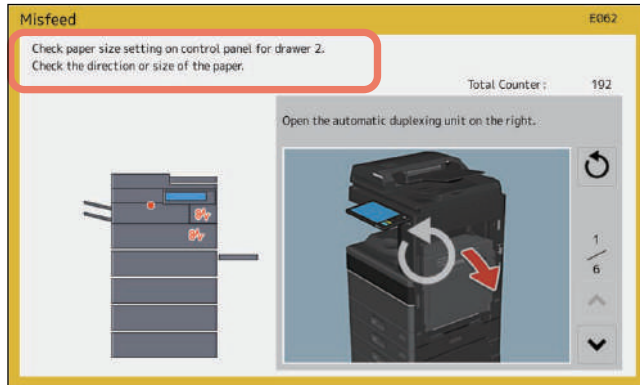 Misfeed
E062
Check paper size setting on control panel for drawer 2.
Check the direction or size of the paper.
Total Counter: 192
Open the automatic duplexing unit on the right.
1
6